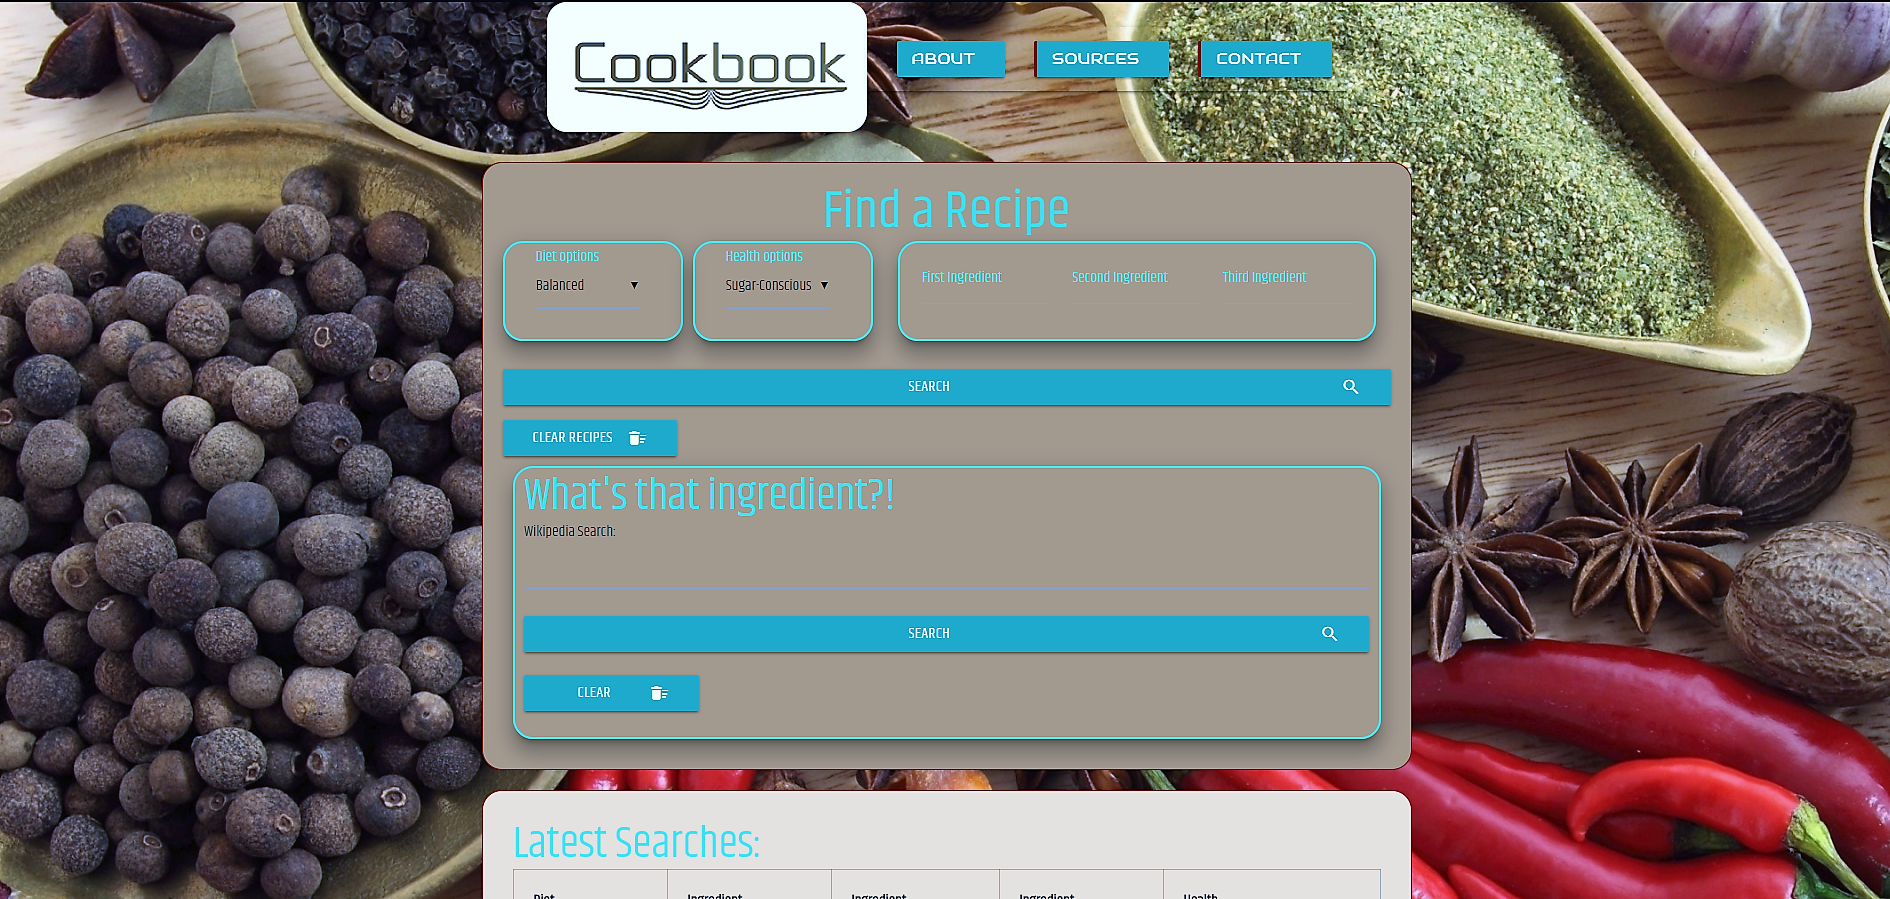 Cookbook
ABOUT SOURCES CONTACT
Find a Recipe
Diet options Health options
First Ingredient Second Ingredient Third Ingredient
Balanced ▼ Sugar-Conscious ▼
SEARCH
CLEAR RECIPES
What's that ingredient?!
Wikipedia Search:
SEARCH
CLEAR
Latest Searches:
Diet Ingredient Ingredient Ingredient Health